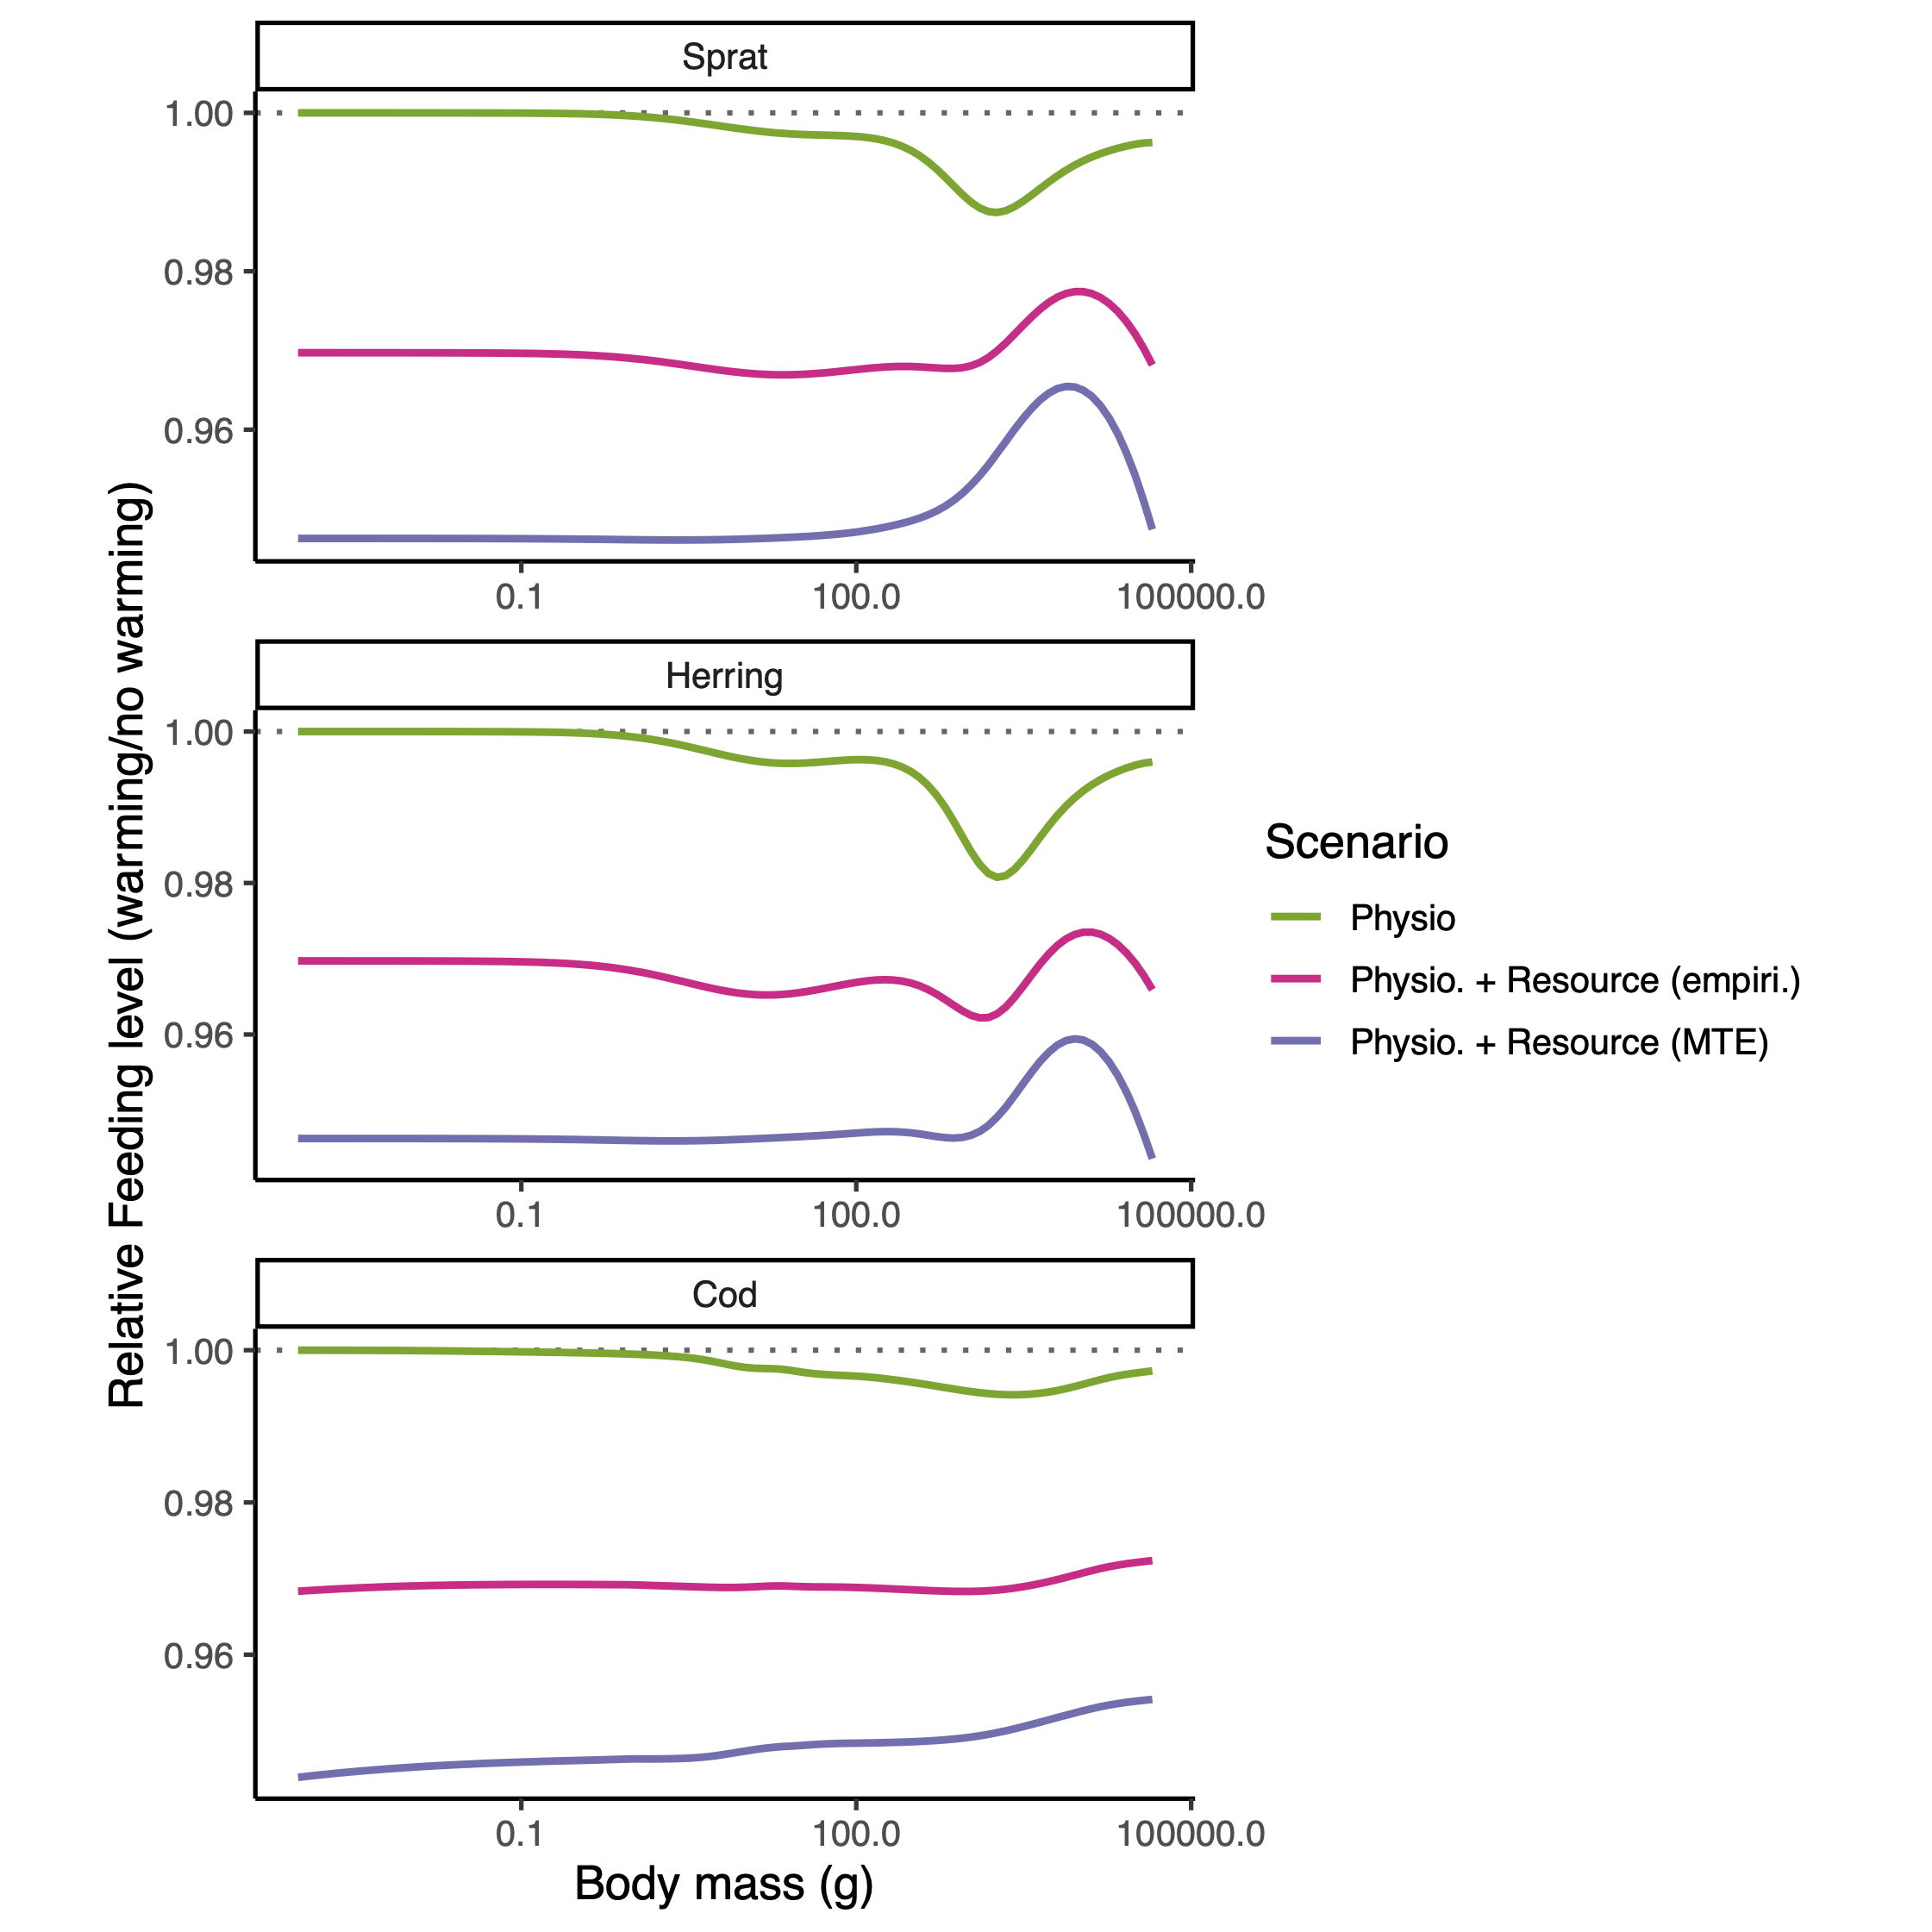 Sprat
1.00
0.98
0.96
0.1
100.0
100000.0
Herring
1.00
0.98
0.96
0.1
100.0
100000.0
Cod
1.00
0.98
0.96
0.1
100.0
100000.0
Body mass (g)
Relative Feeding level (warming/no warming)
Scenario
Physio
Physio. + Resource (empiri.)
Physio. + Resource (MTE)